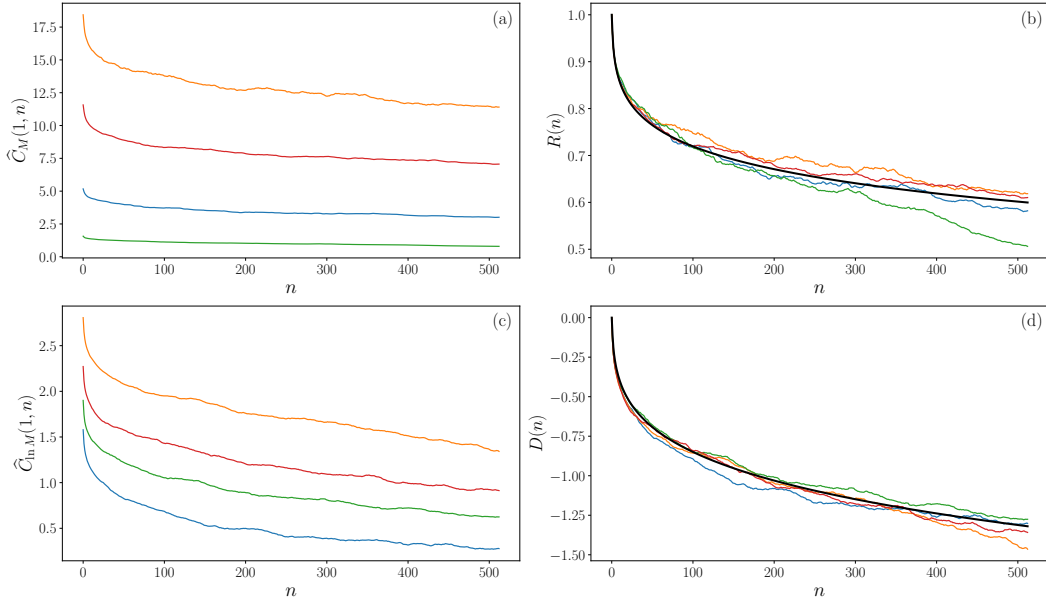 (a)
17.5
15.0
12.5
10.0
7.5
5.0
2.5
0.0
Ĉ_M(1, n)
0 100 200 300 400 500
n
(b)
1.0
0.9
0.8
0.7
0.6
0.5
R(n)
0 100 200 300 400 500
n
(c)
2.5
2.0
1.5
1.0
0.5
Ĉ_{ln M}(1, n)
0 100 200 300 400 500
n
(d)
0.00
−0.25
−0.50
−0.75
−1.00
−1.25
−1.50
D(n)
0 100 200 300 400 500
n